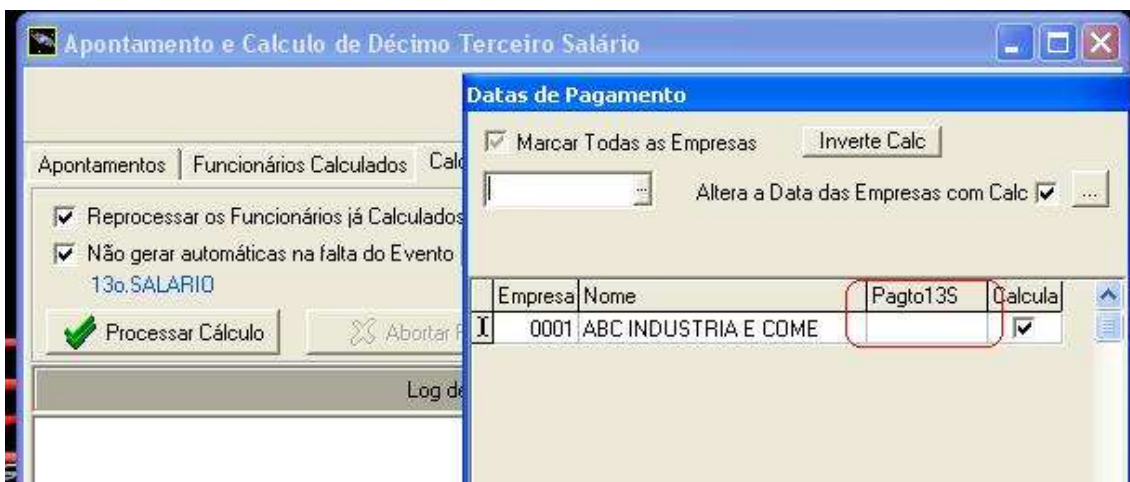 Apontamento e Calculo de Décimo Terceiro Salário
Datas de Pagamento
Marcar Todas as Empresas
Inverte Calc
Altera a Data das Empresas com Calc
...
Apontamentos
Funcionários Calculados
Reprocessar os Funcionários já Calculados
Não gerar automáticas na falta do Evento
13o.SALARIO
Processar Cálculo
Abortar
Log de
Empresa Nome Pagto13S Calcula
0001 ABC INDUSTRIA E COME